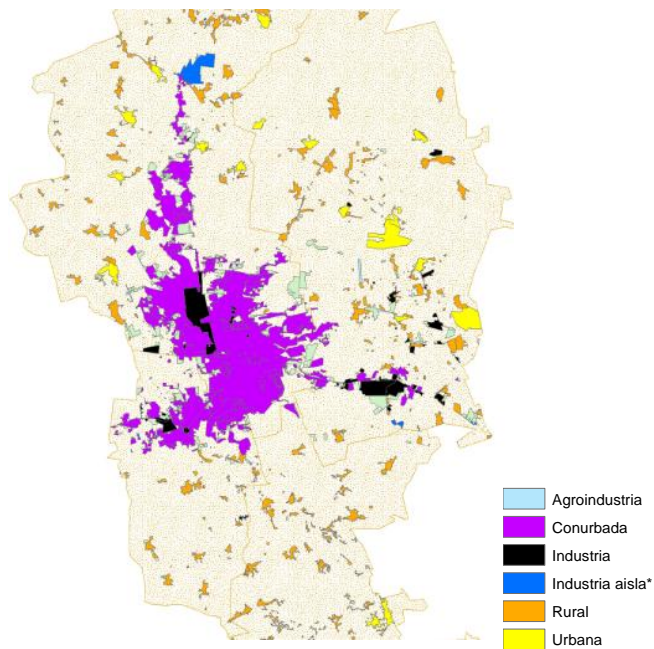 Agroindustria
Conurbada
Industria
Industria aisla*
Rural
Urbana